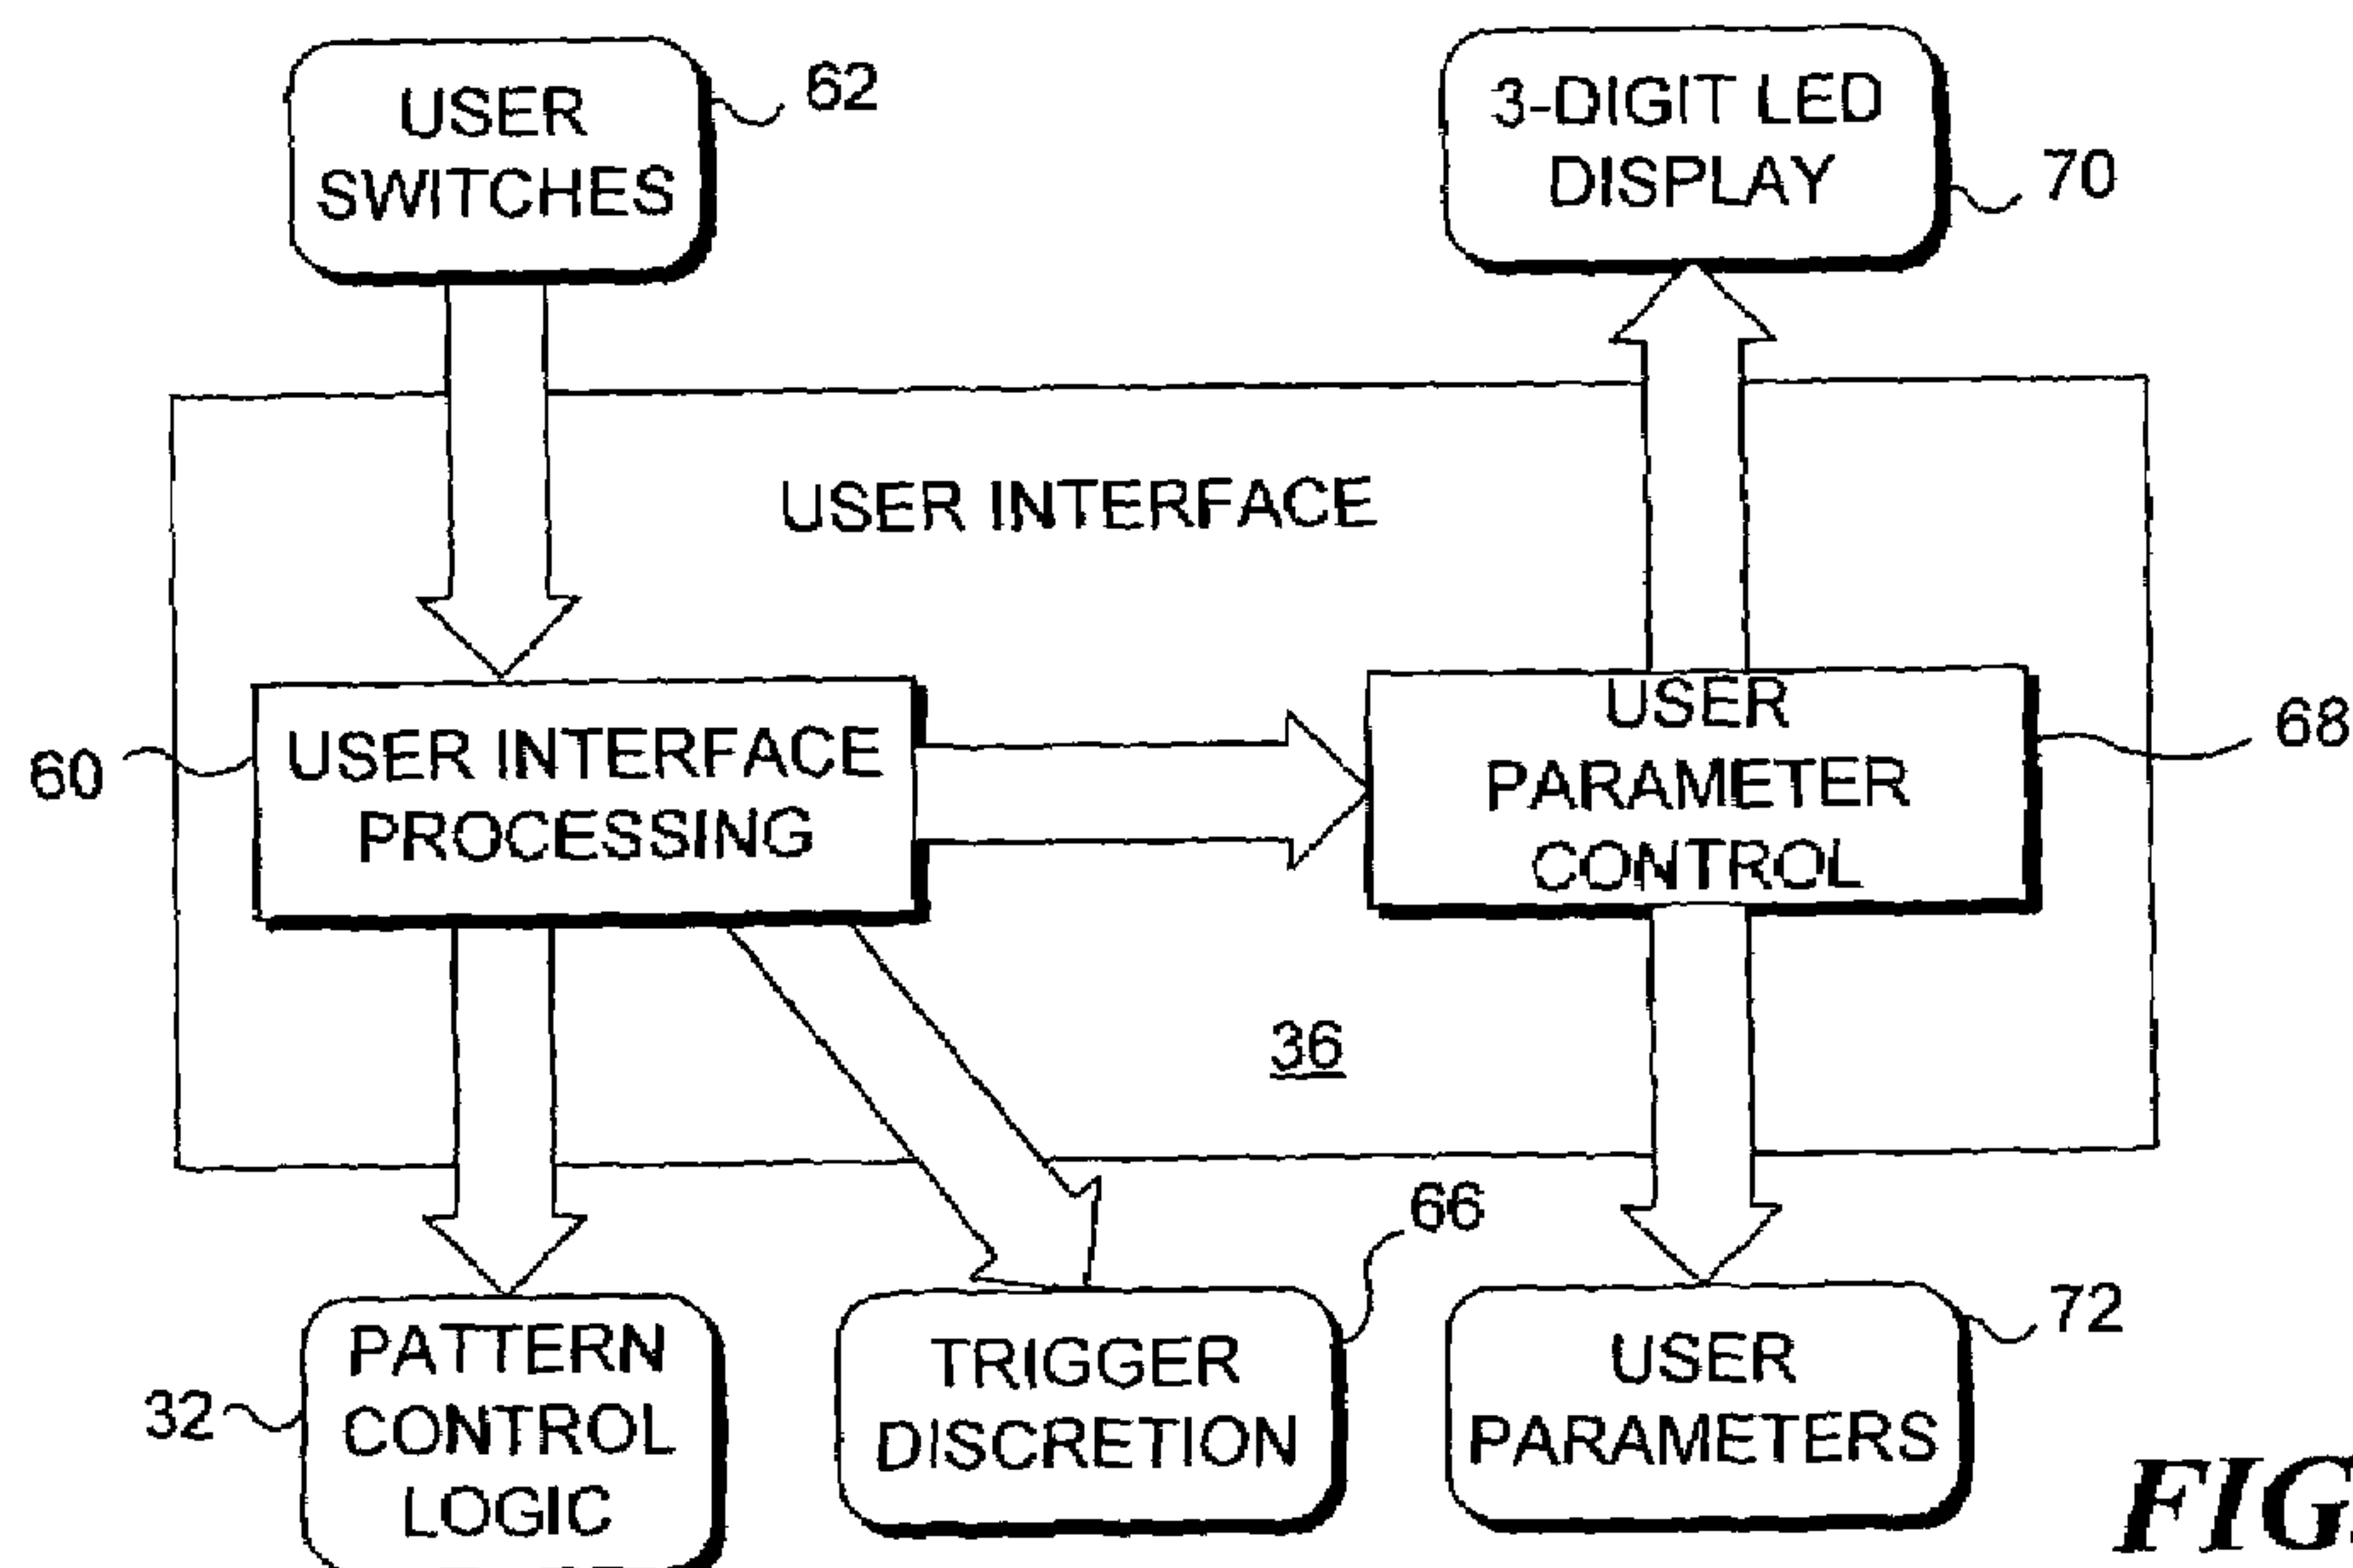 USER
SWITCHES
62
3-DIGIT LED
DISPLAY
70
USER INTERFACE
60
USER INTERFACE
PROCESSING
USER
PARAMETER
CONTROL
68
36
66
32
PATTERN
CONTROL
LOGIC
TRIGGER
DISCRETION
USER
PARAMETERS
72
FIG.